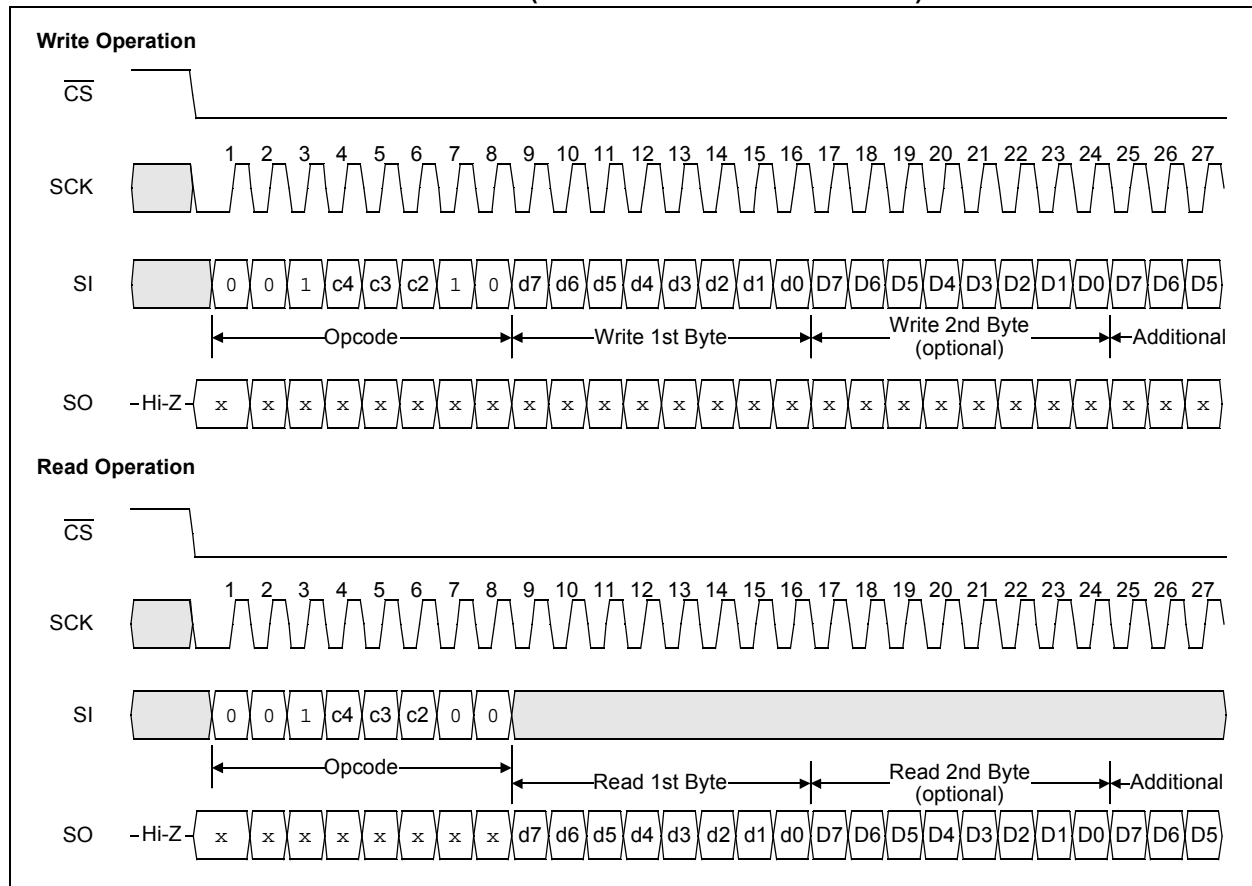 Write Operation
CS
1 2 3 4 5 6 7 8 9 10 11 12 13 14 15 16 17 18 19 20 21 22 23 24 25 26 27
SCK
SI 0 0 1 c4 c3 c2 1 0 d7 d6 d5 d4 d3 d2 d1 d0 D7 D6 D5 D4 D3 D2 D1 D0 D7 D6 D5
Opcode Write 1st Byte Write 2nd Byte (optional) Additional
SO Hi-Z x x x x x x x x x x x x x x x x x x x x x x x x x x x
Read Operation
CS
1 2 3 4 5 6 7 8 9 10 11 12 13 14 15 16 17 18 19 20 21 22 23 24 25 26 27
SCK
SI 0 0 1 c4 c3 c2 0 0
Opcode Read 1st Byte Read 2nd Byte (optional) Additional
SO Hi-Z x x x x x x x x d7 d6 d5 d4 d3 d2 d1 d0 D7 D6 D5 D4 D3 D2 D1 D0 D7 D6 D5